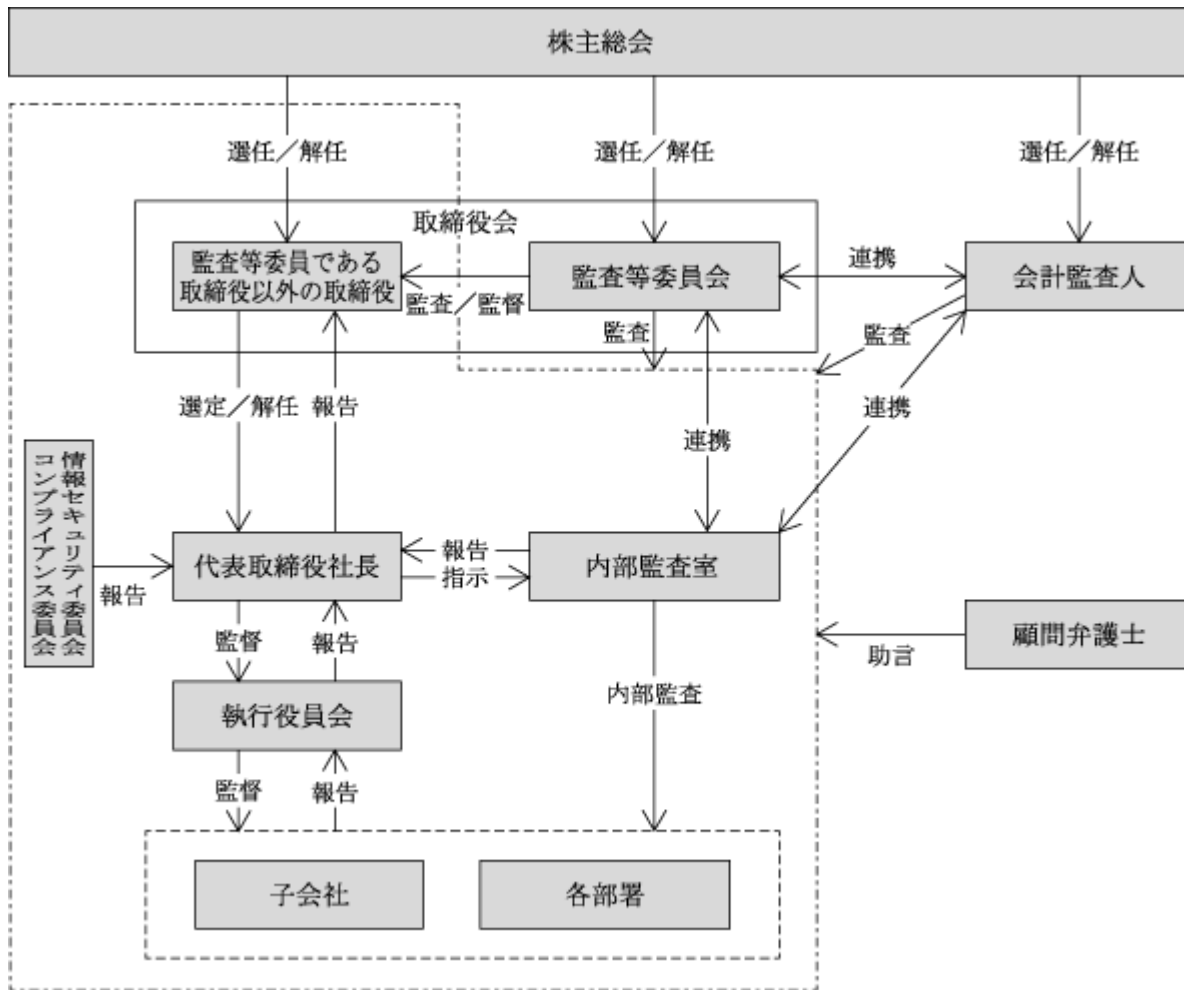 株主総会
選任／解任
選任／解任
選任／解任
取締役会
監査等委員である
取締役以外の取締役
監査等委員会
会計監査人
連携
監査／監督
監査
監査
選定／解任
報告
連携
連携
情報セキュリティ委員会
コンプライアンス委員会
報告
代表取締役社長
報告
指示
内部監査室
顧問弁護士
助言
監督
報告
内部監査
執行役員会
監督
報告
子会社
各部署